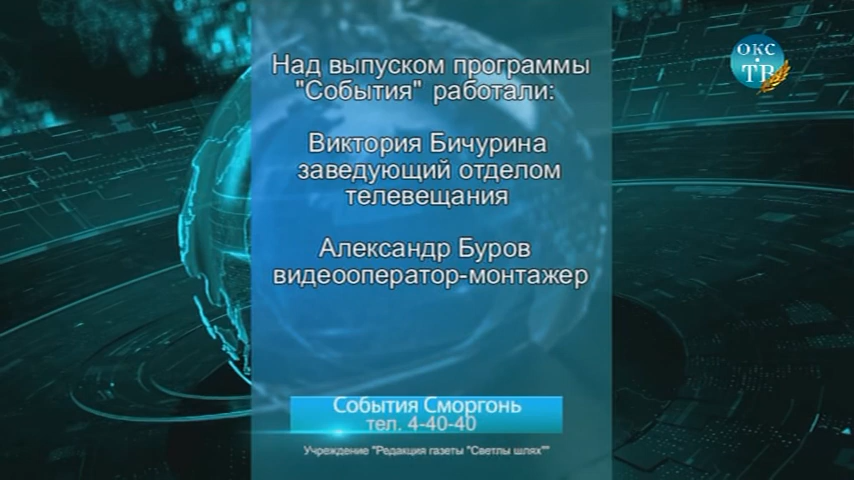 ОКС
ТВ
Над выпуском программы
"События" работали:
Виктория Бичурина
заведующий отделом
телевещания
Александр Буров
видеооператор-монтажер
События Сморгонь
тел. 4-40-40
Учреждение "Редакция газеты "Светлы шлях""